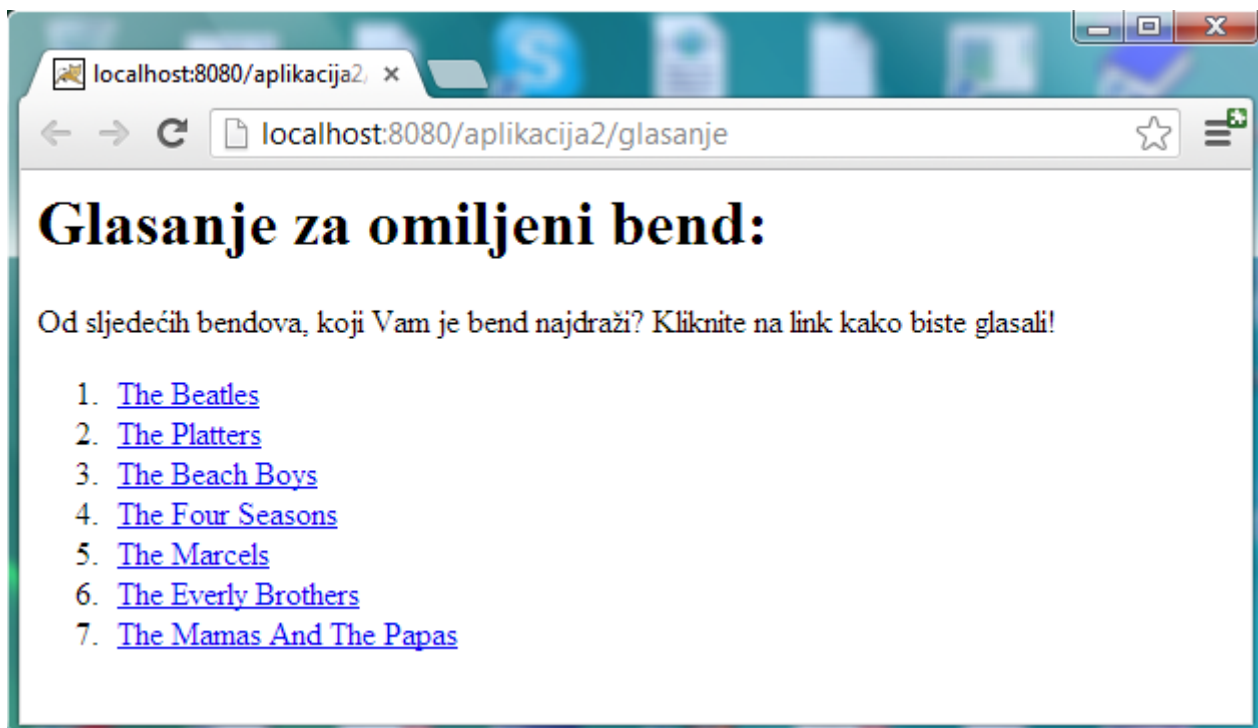 localhost:8080/aplikacija2/
localhost:8080/aplikacija2/glasanje
Glasanje za omiljeni bend:
Od sljedećih bendova, koji Vam je bend najdraži? Kliknite na link kako biste glasali!
1. The Beatles
2. The Platters
3. The Beach Boys
4. The Four Seasons
5. The Marcels
6. The Everly Brothers
7. The Mamas And The Papas